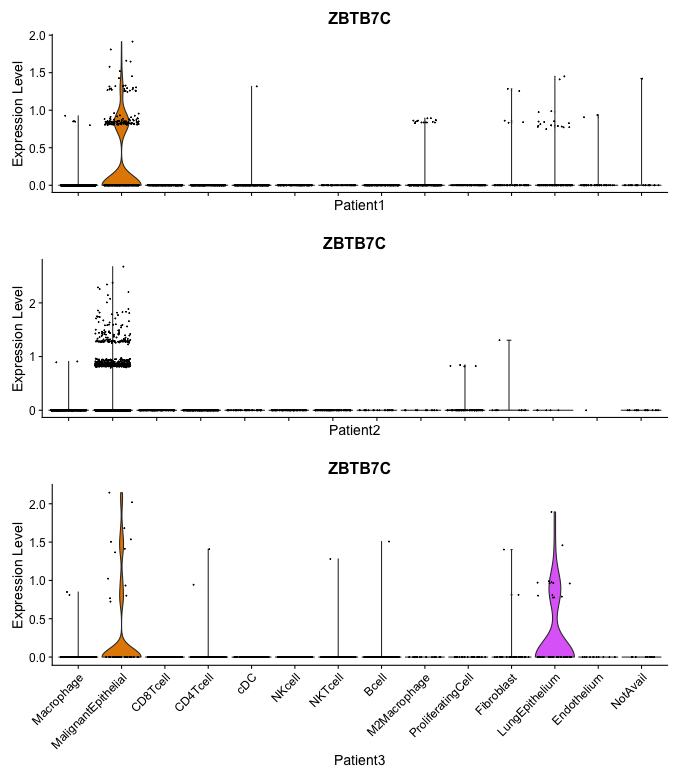 ZBTB7C
Expression Level
2.0
1.5
1.0
0.5
0.0
Patient1
ZBTB7C
Expression Level
2
1
0
Patient2
ZBTB7C
Expression Level
2.0
1.5
1.0
0.5
0.0
Macrophage
MalignantEpithelial
CD8Tcell
CD4Tcell
cDC
NKcell
NKTcell
Bcell
M2Macrophage
ProliferatingCell
Fibroblast
LungEpithelium
Endothelium
NotAvail
Patient3